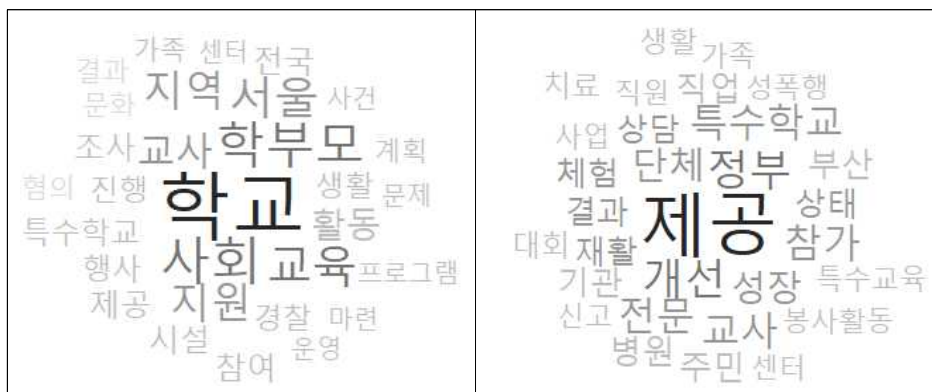 가족 센터 전국
결과 지역 서울 사건
문화
조사 교사 학부모 계획
혐의 진행 학교 생활 문제
특수학교 활동
행사 사회 교육 프로그램
제공 지원 경찰 마련
시설 운영
참여
생활 가족
치료 직원 직업 성폭행
사업 상담 특수학교
체험 단체 정부 부산
결과 제공 상태
대회 재활 참가
기관 개선 성장 특수교육
신고 전문 교사 봉사활동
병원 주민 센터